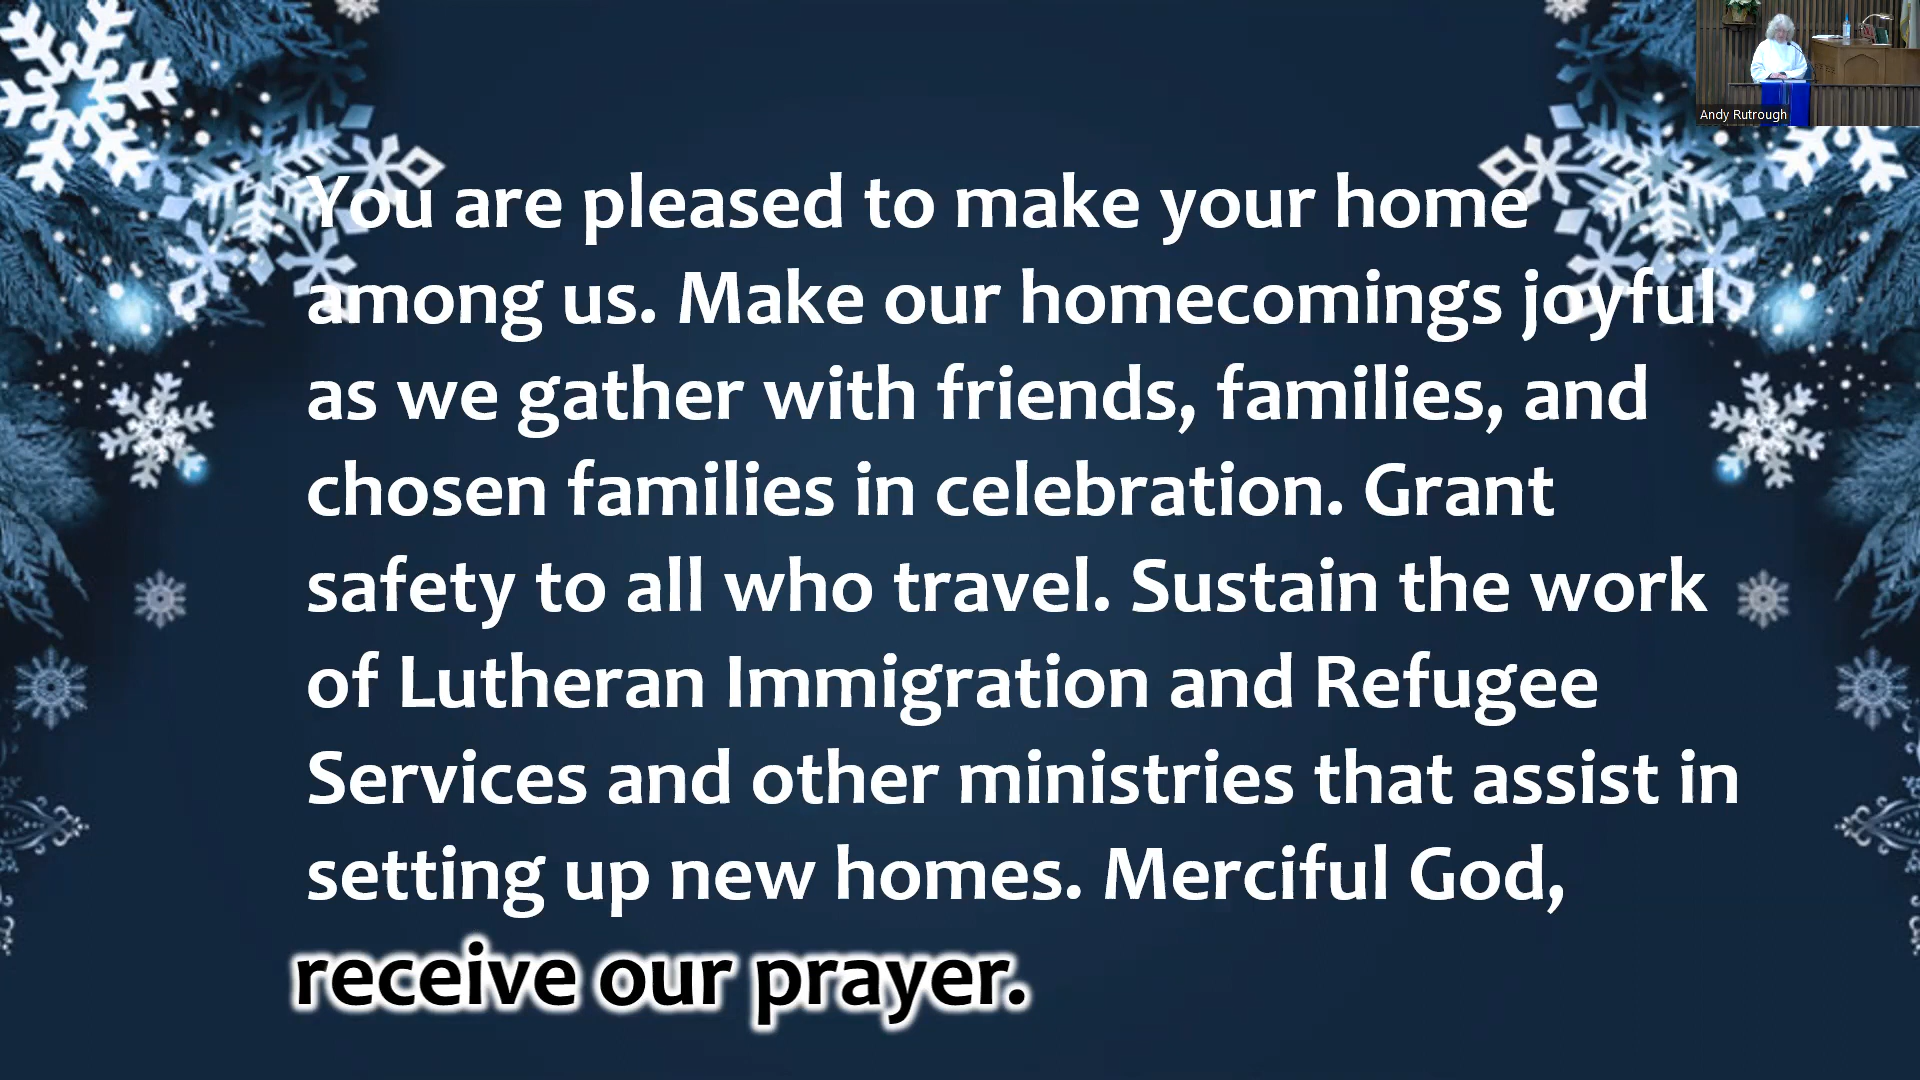 Andy Rutrough
You are pleased to make your home
among us. Make our homecomings joyful
as we gather with friends, families, and
chosen families in celebration. Grant
safety to all who travel. Sustain the work
of Lutheran Immigration and Refugee
Services and other ministries that assist in
setting up new homes. Merciful God,
receive our prayer.